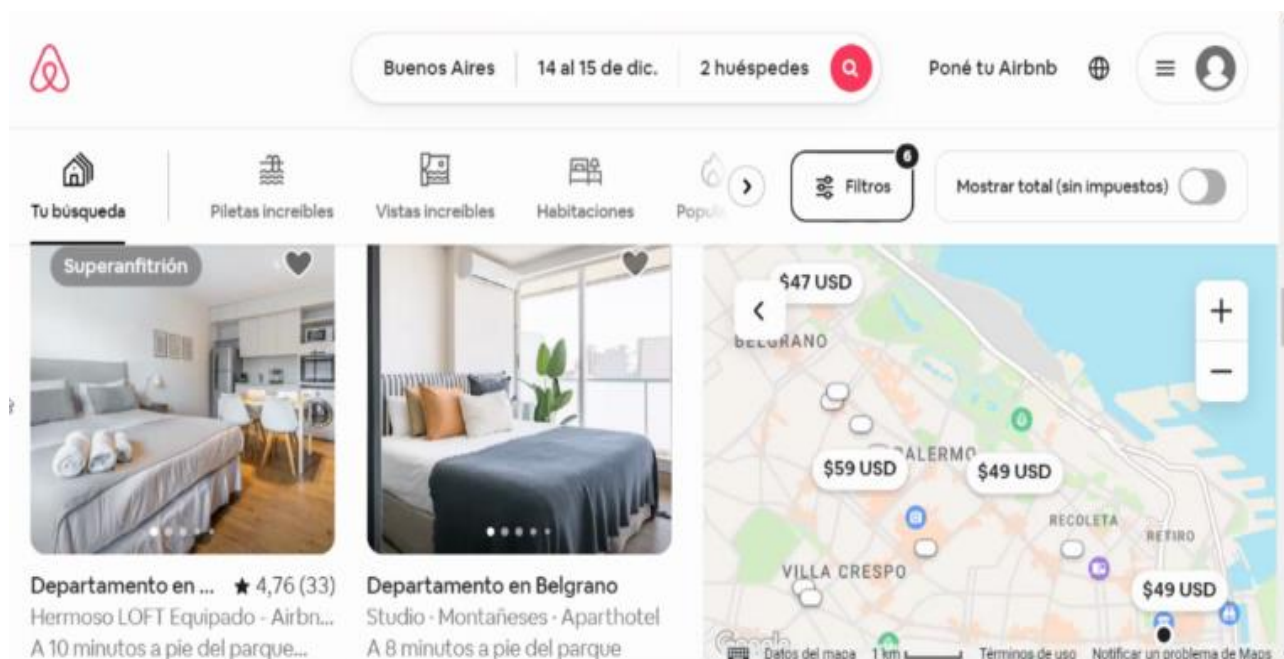 Buenos Aires
14 al 15 de dic.
2 huéspedes
Poné tu Airbnb
Tu búsqueda
Piletas increíbles
Vistas increíbles
Habitaciones
Popul
Filtros
6
Mostrar total (sin impuestos)
Superanfitrión
Departamento en ... ★ 4,76 (33)
Hermoso LOFT Equipado - Airbn...
A 10 minutos a pie del parque...
Departamento en Belgrano
Studio - Montañeses - Aparthotel
A 8 minutos a pie del parque
$47 USD
BELGRANO
+
−
PALERMO
$59 USD
$49 USD
RECOLETA
RETIRO
VILLA CRESPO
$49 USD
Google
Datos del mapa
1 km
Términos de uso
Notificar un problema de Maps